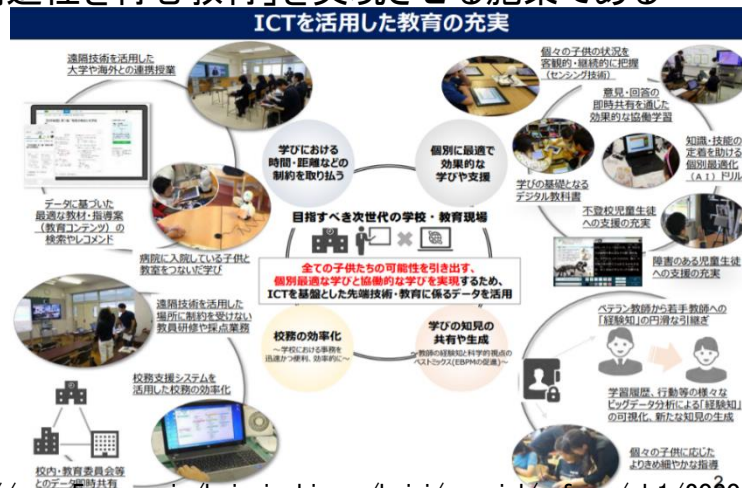 ICTを活用した教育の充実
遠隔技術を活用した
大学や海外との連携授業
データに基づいた
最適な教材・指導案
(教育コンテンツ)の
検索やレコメンド
病院に入院している子供と
教室をつないだ学び
学びにおける
時間・距離などの
制約を取り払う
個別に最適で
効果的な
学びや支援
個々の子供の状況を
客観的・継続的に把握
(センシング技術)
意見・回答の
即時共有を通じた
効果的な協働学習
知識・技能の
定着を助ける
個別最適化
(AI)ドリル
学びの基礎となる
デジタル教科書
不登校児童生徒
への支援の充実
障害のある児童生徒
への支援の充実
目指すべき次世代の学校・教育現場
全ての子供たちの可能性を引き出す、
個別最適な学びと協働的な学びを実現するため、
ICTを基盤とした先端技術・教育に係るデータを活用
遠隔技術を活用した
場所に制約を受けない
教員研修や採点業務
校務支援システムを
活用した校務の効率化
校内・教育委員会等
とのデータ即時共有
校務の効率化
~学校における事務を
迅速かつ便利、効率的に~
学びの知見の
共有や生成
~教師の経験知と科学的視点の
ベストミックス(EBPMの促進)~
ベテラン教師から若手教師への
「経験知」の円滑な引継ぎ
学習履歴、行動等の様々な
ビッグデータ分析による「経験知」
の可視化、新たな知見の生成
個々の子供に応じた
よりきめ細やかな指導
2